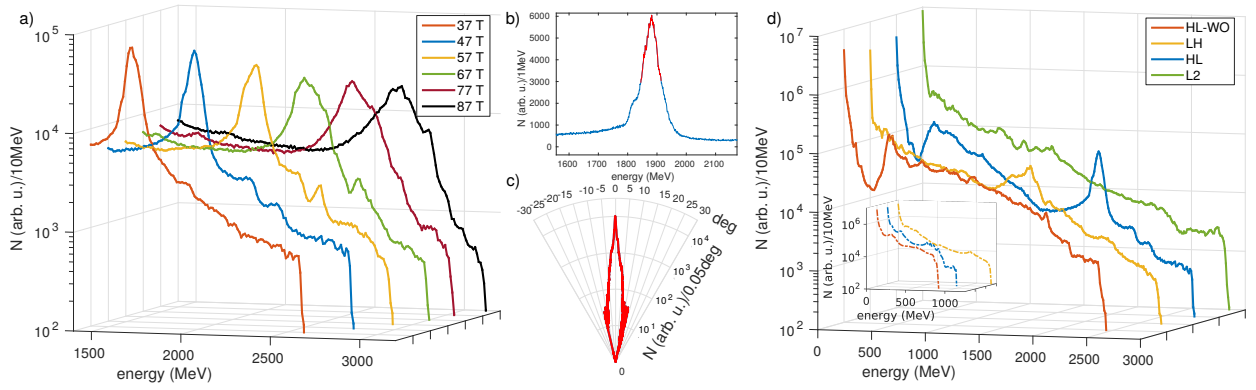 a)
10^5
10^4
10^3
10^2
N (arb. u.)/10MeV
1500
2000
2500
3000
energy (MeV)
37 T
47 T
57 T
67 T
77 T
87 T
b)
6000
5000
4000
3000
2000
1000
0
N (arb. u.)/1MeV
1600
1700
1800
1900
2000
2100
energy (MeV)
c)
-30
-25
-20
-15
-10
-5
0
5
10
15
20
25
30
deg
10^4
10^3
10^2
10^1
0
N (arb. u.)/0.05deg
d)
10^7
10^6
10^5
10^4
10^3
10^2
N (arb. u.)/10MeV
0
500
1000
1500
2000
2500
3000
energy (MeV)
HL-WO
LH
HL
L2
10^6
10^4
10^2
N (arb. u.)/10MeV
0
500
1000
energy (MeV)